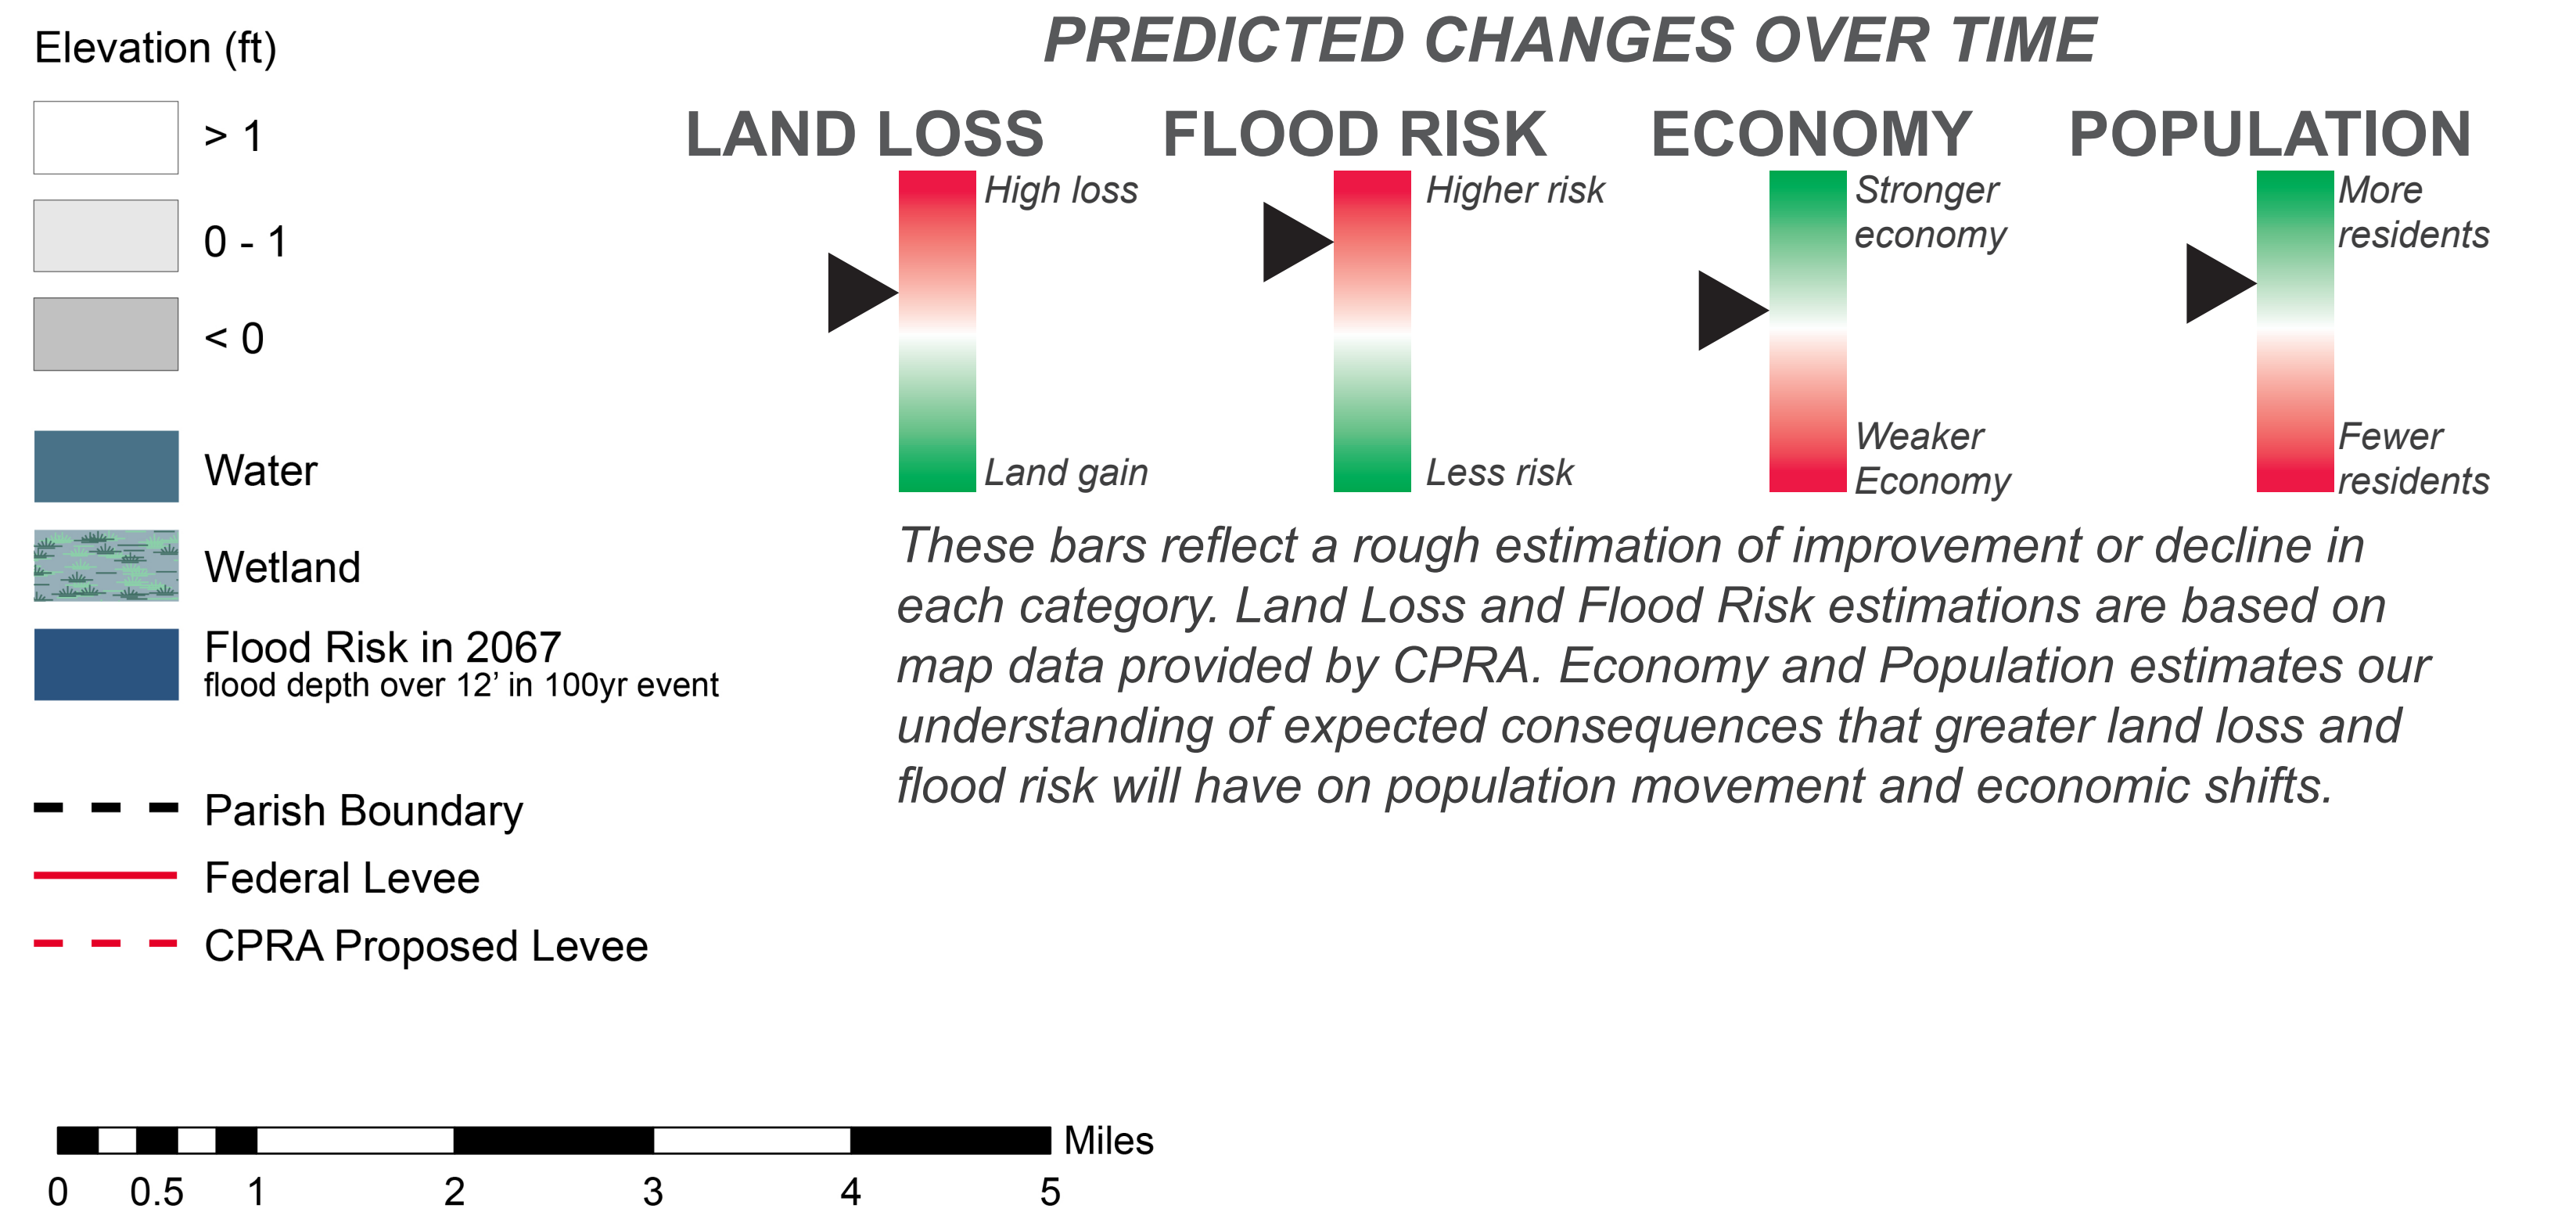 Elevation (ft)
> 1
0 - 1
< 0
Water
Wetland
Flood Risk in 2067
flood depth over 12’ in 100yr event
Parish Boundary
Federal Levee
CPRA Proposed Levee
PREDICTED CHANGES OVER TIME
LAND LOSS
High loss
Land gain
FLOOD RISK
Higher risk
Less risk
ECONOMY
Stronger
economy
Weaker
Economy
POPULATION
More
residents
Fewer
residents
These bars reflect a rough estimation of improvement or decline in
each category. Land Loss and Flood Risk estimations are based on
map data provided by CPRA. Economy and Population estimates our
understanding of expected consequences that greater land loss and
flood risk will have on population movement and economic shifts.
Miles
0 0.5 1 2 3 4 5